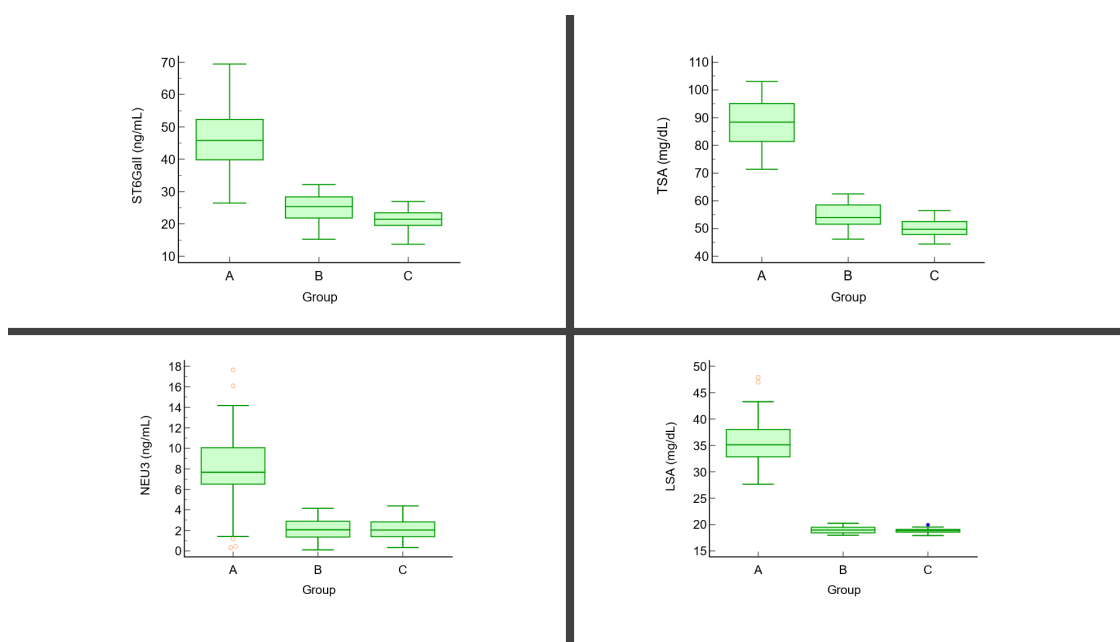 ST6GalI (ng/mL)
70
60
50
40
30
20
10
A B C
Group
TSA (mg/dL)
110
100
90
80
70
60
50
40
A B C
Group
NEU3 (ng/mL)
18
16
14
12
10
8
6
4
2
0
A B C
Group
LSA (mg/dL)
50
45
40
35
30
25
20
15
A B C
Group